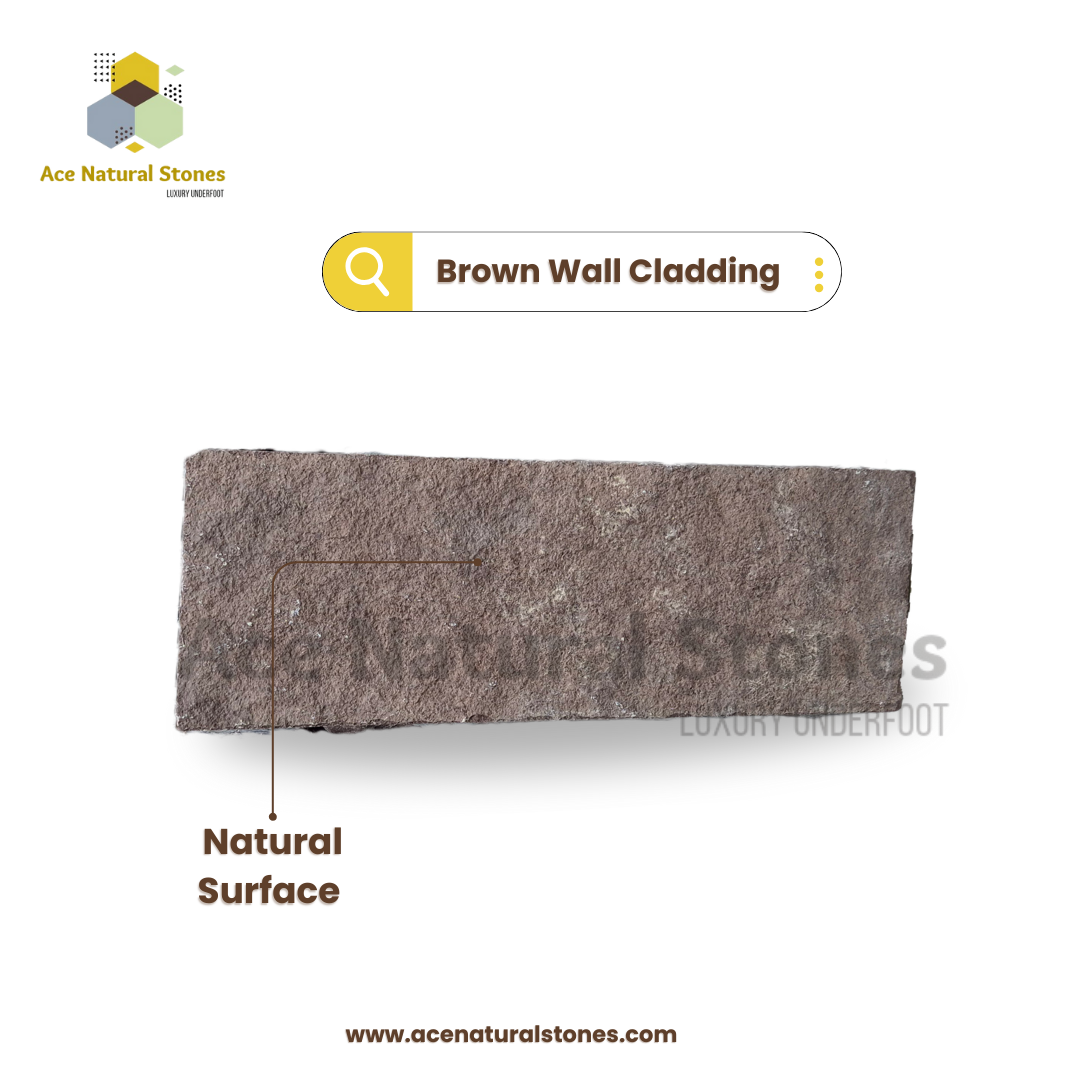 Ace Natural Stones
LUXURY UNDERFOOT
Brown Wall Cladding
Ace Natural Stones
LUXURY UNDERFOOT
Natural
Surface
www.acenaturalstones.com